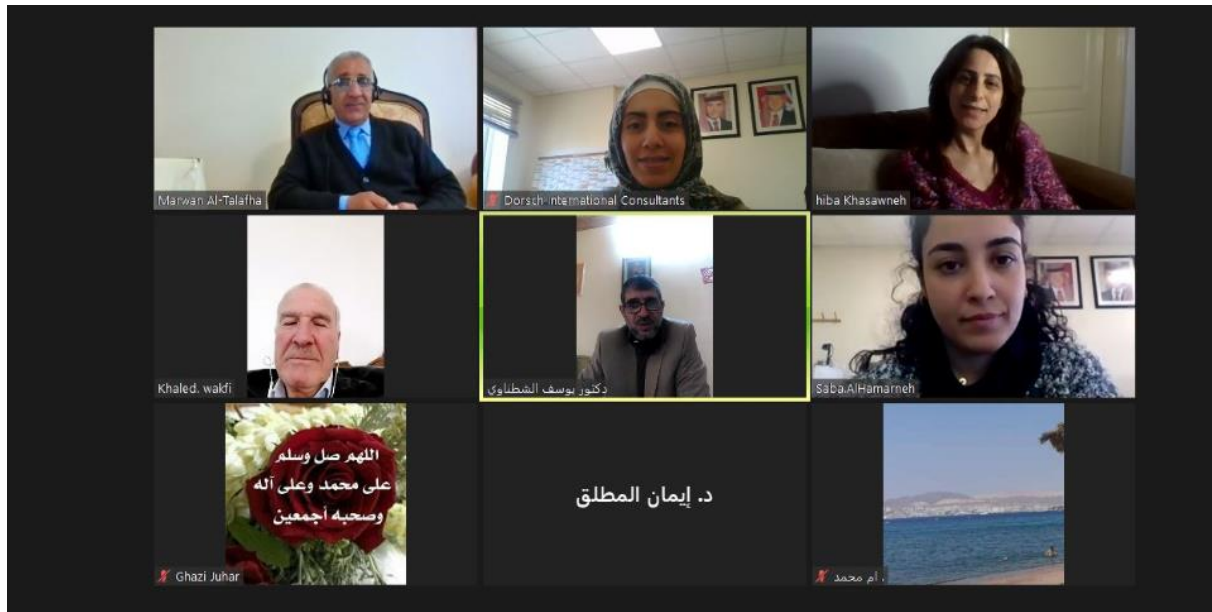 Marwan Al-Talafha
Dorsch-International Consultants
hiba Khasawneh
Khaled. wakfi
دكتور يوسف الشطناوي
Saba.AlHamarneh
اللهم صل وسلم
على محمد وعلى آله
وصحبه أجمعين
Ghazi Juhar
د. إيمان المطلق
ام محمد .